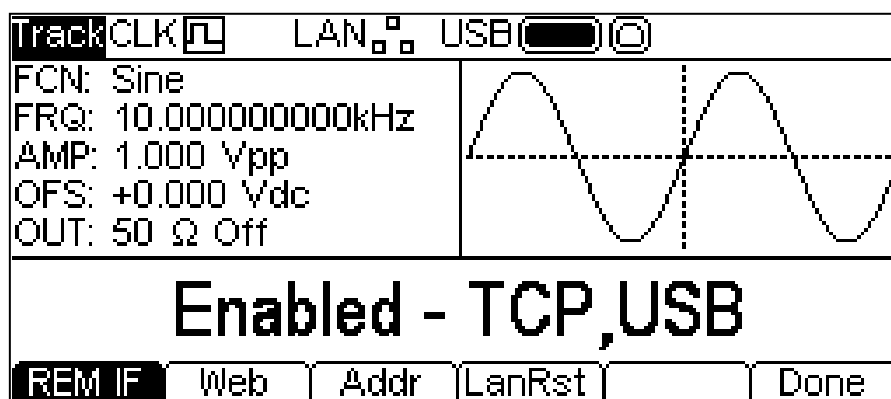 Track CLK LAN USB
FCN: Sine
FRQ: 10.000000000kHz
AMP: 1.000 Vpp
OFS: +0.000 Vdc
OUT: 50 Ω Off
Enabled - TCP,USB
REM IF Web Addr LanRst Done